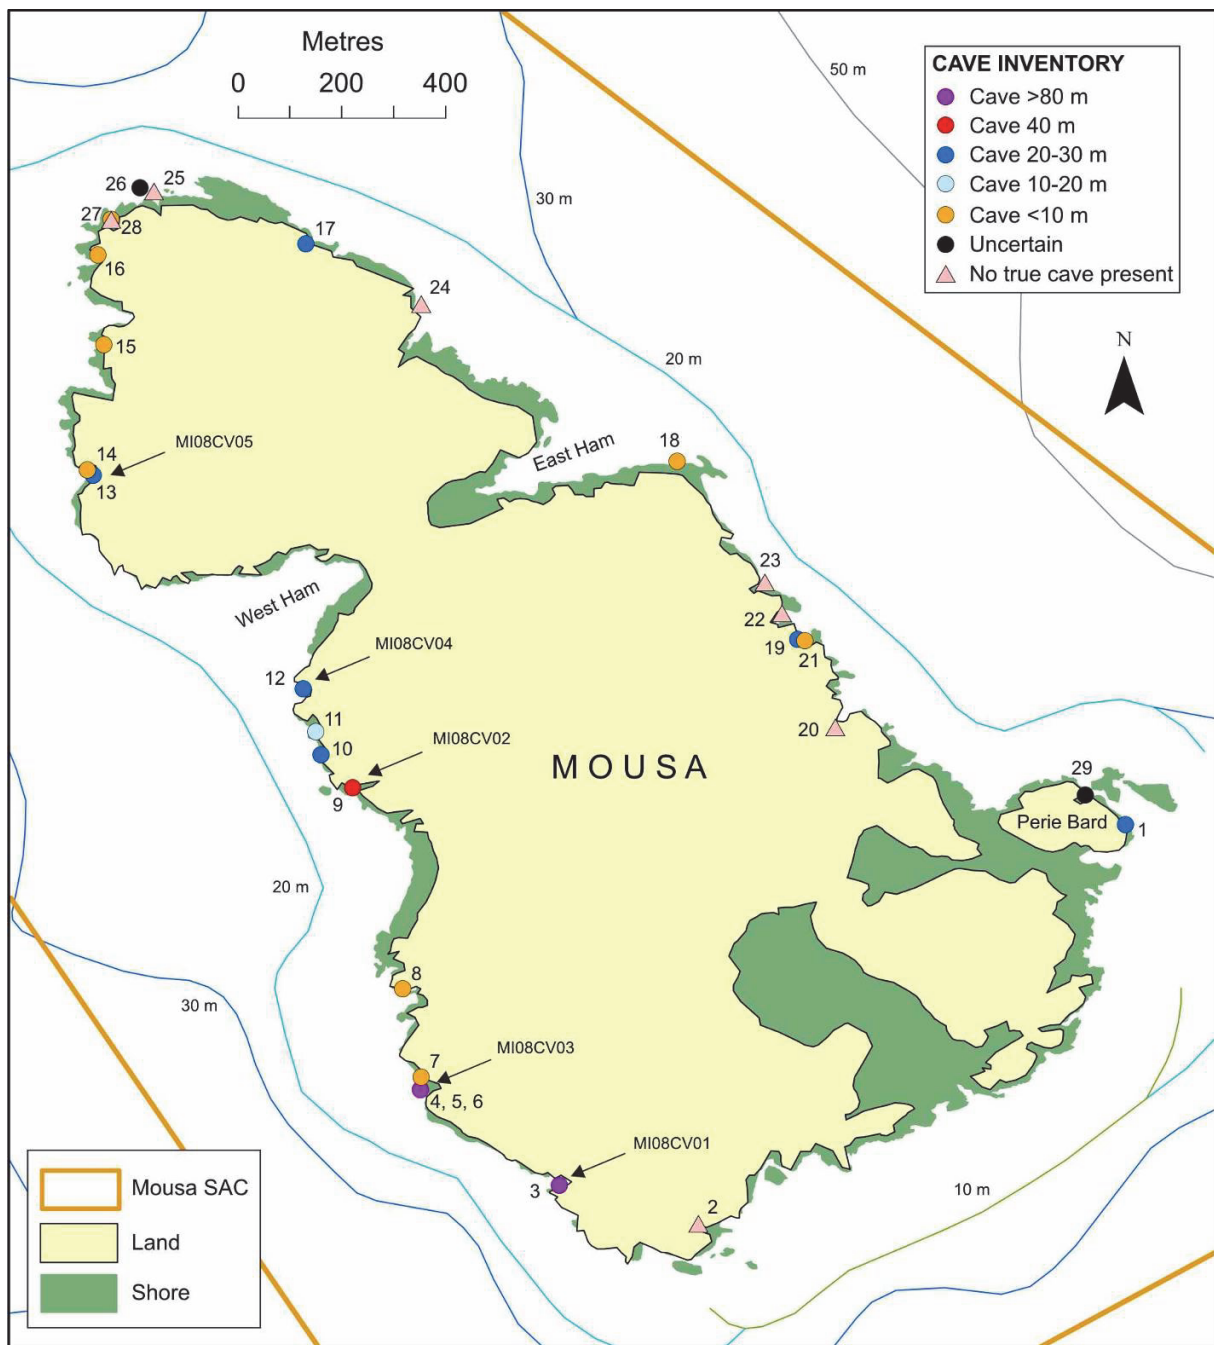 Metres
0 200 400
50 m
CAVE INVENTORY
Cave >80 m
Cave 40 m
Cave 20-30 m
Cave 10-20 m
Cave <10 m
Uncertain
No true cave present
30 m
26
25
27
28
17
16
24
15
20 m
N
14
MI08CV05
13
East Ham
18
West Ham
23
22
19
21
MI08CV04
12
11
10
MI08CV02
20
MOUSA
9
29
Perie Bard
1
20 m
8
30 m
7
MI08CV03
4, 5, 6
MI08CV01
3
2
10 m
Mousa SAC
Land
Shore